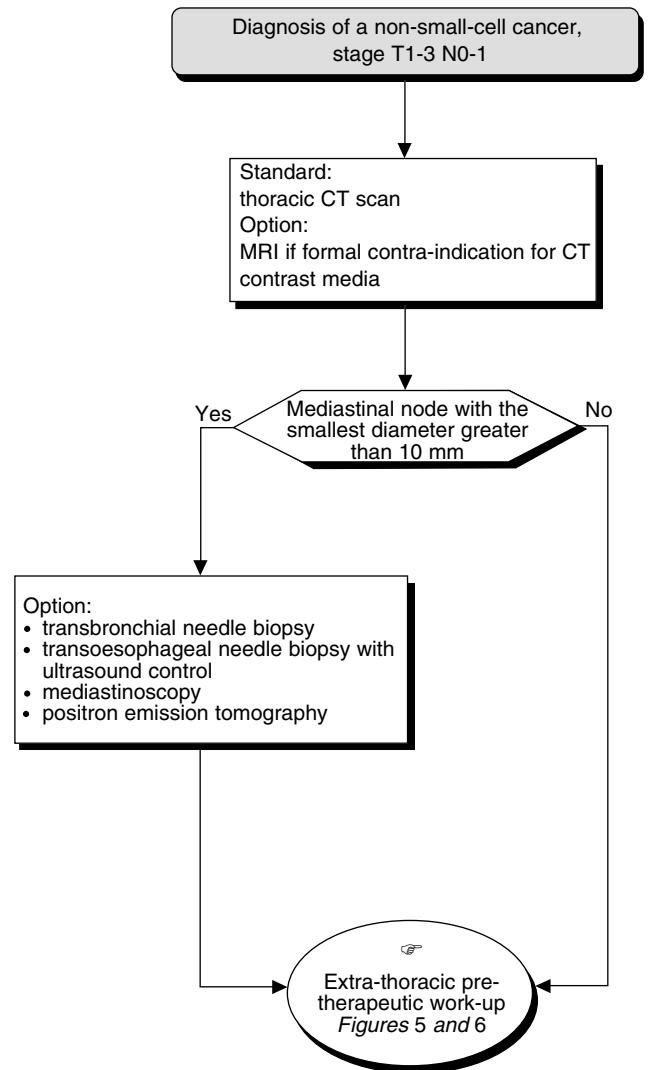 Diagnosis of a non-small-cell cancer,
stage T1-3 N0-1
Standard:
thoracic CT scan
Option:
MRI if formal contra-indication for CT
contrast media
Yes
Mediastinal node with the
smallest diameter greater
than 10 mm
No
Option:
• transbronchial needle biopsy
• transoesophageal needle biopsy with
ultrasound control
• mediastinoscopy
• positron emission tomography
☞
Extra-thoracic pre-
therapeutic work-up
Figures 5 and 6